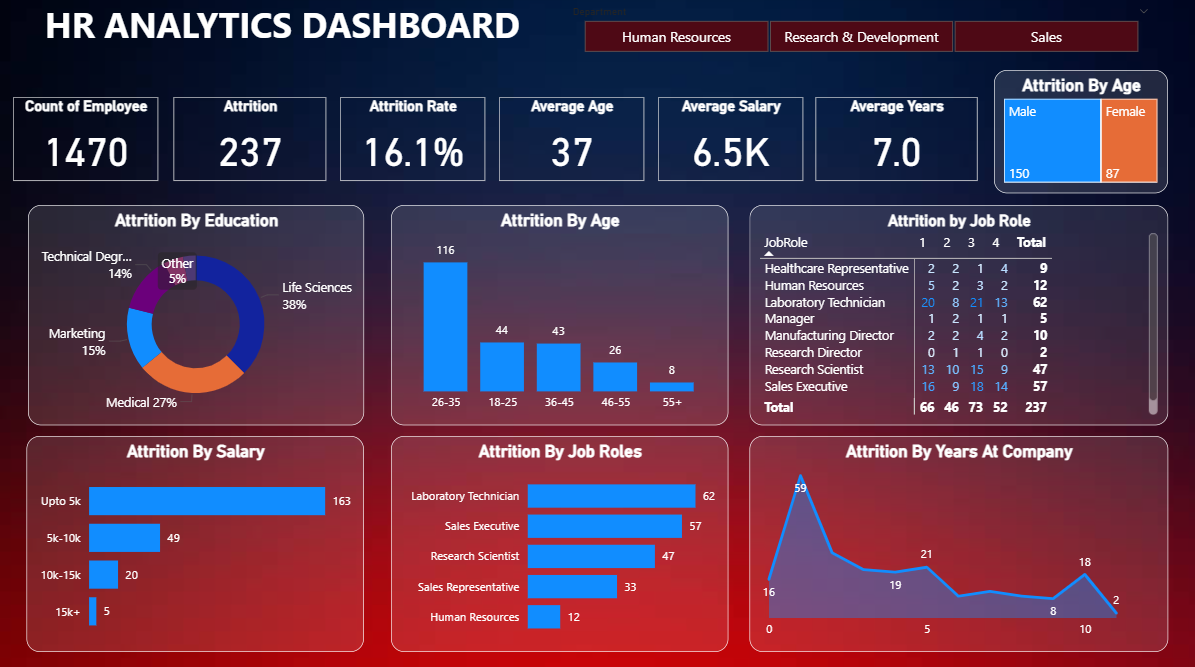 HR ANALYTICS DASHBOARD
Department
Human Resources
Research & Development
Sales
Count of Employee
1470
Attrition
237
Attrition Rate
16.1%
Average Age
37
Average Salary
6.5K
Average Years
7.0
Attrition By Age
Male
Female
150
87
Attrition By Education
Technical Degr...
14%
Other
5%
Life Sciences
38%
Marketing
15%
Medical 27%
Attrition By Age
116
44
43
26
8
26-35
18-25
36-45
46-55
55+
Attrition by Job Role
JobRole 1 2 3 4 Total
Healthcare Representative 2 2 1 4 9
Human Resources 5 2 3 2 12
Laboratory Technician 20 8 21 13 62
Manager 1 2 1 1 5
Manufacturing Director 2 2 4 2 10
Research Director 0 1 1 0 2
Research Scientist 13 10 15 9 47
Sales Executive 16 9 18 14 57
Total 66 46 73 52 237
Attrition By Salary
Upto 5k 163
5k-10k 49
10k-15k 20
15k+ 5
Attrition By Job Roles
Laboratory Technician 62
Sales Executive 57
Research Scientist 47
Sales Representative 33
Human Resources 12
Attrition By Years At Company
59
21
18
16
19
8
2
0
5
10